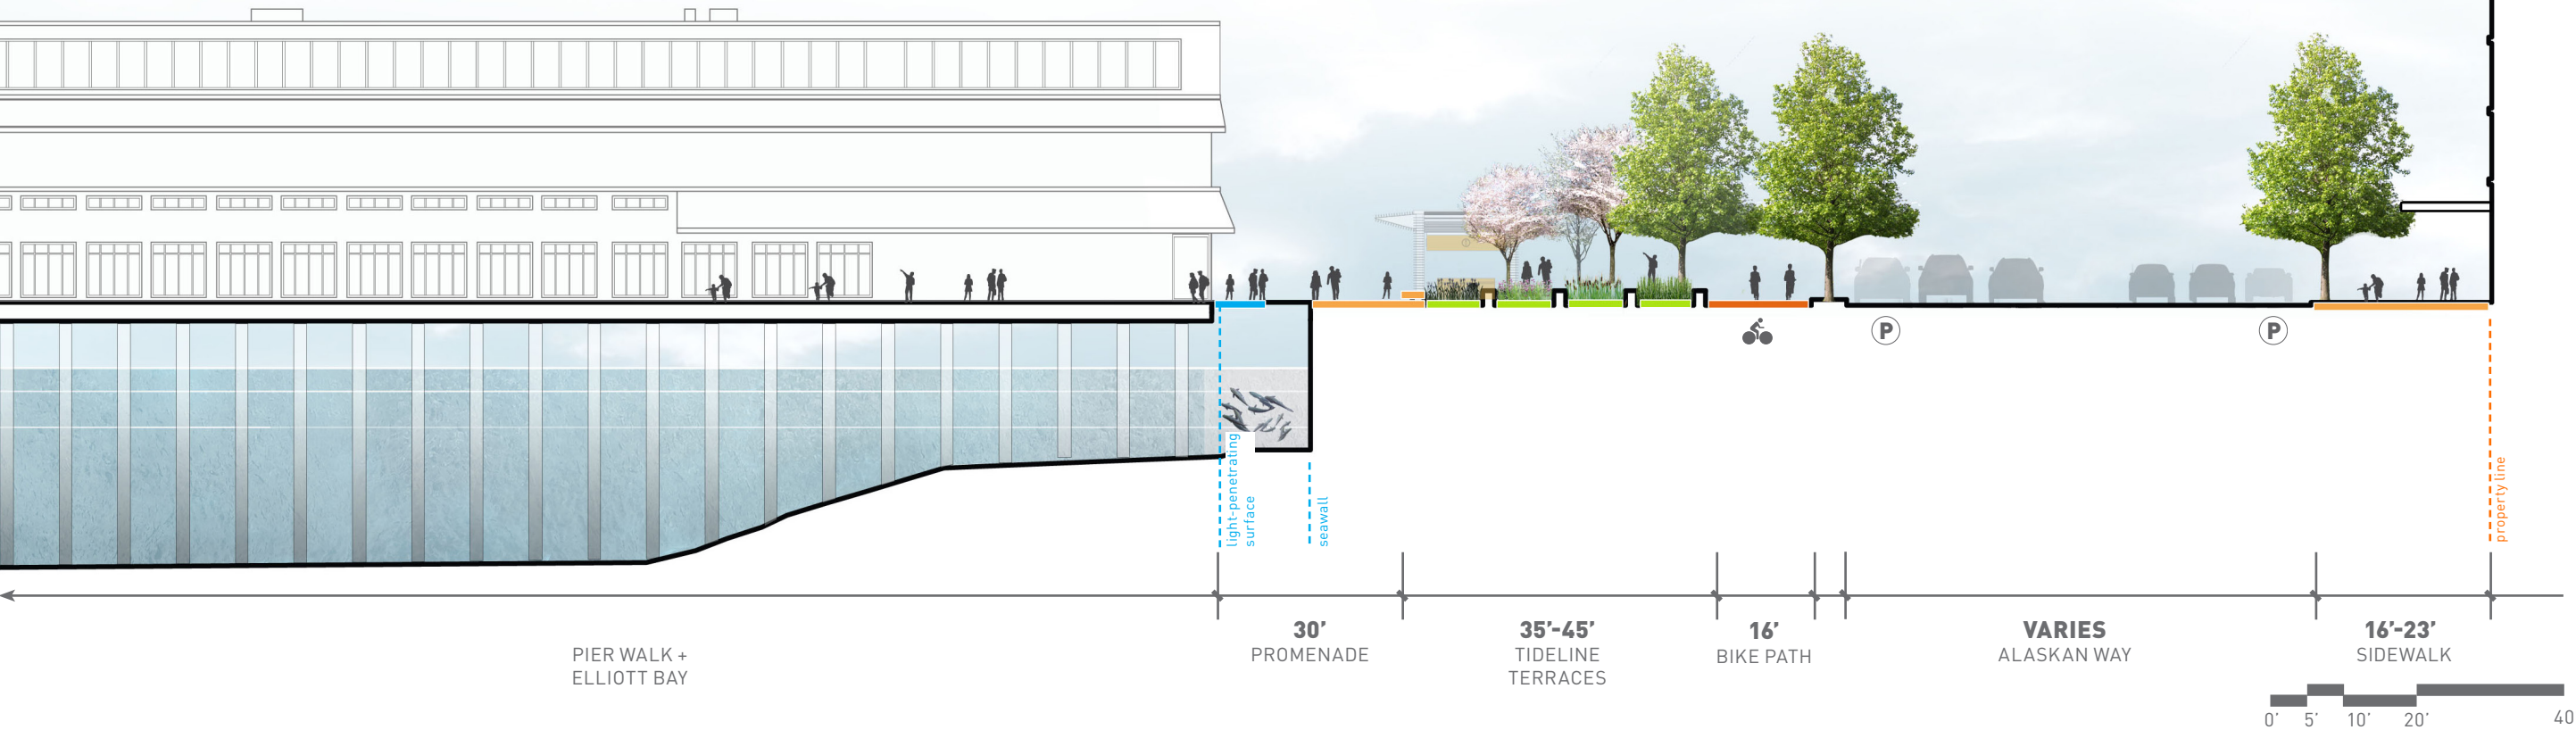 P
P
light-penetrating
surface
seawall
property line
30’
PROMENADE
35’-45’
TIDELINE
TERRACES
16’
BIKE PATH
VARIES
ALASKAN WAY
16’-23’
SIDEWALK
PIER WALK +
ELLIOTT BAY
0’ 5’ 10’ 20’ 40